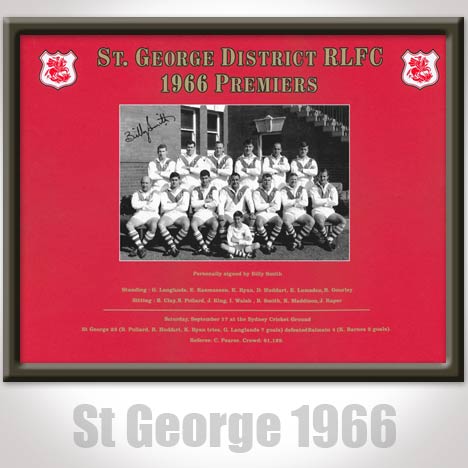 ST. GEORGE DISTRICT RLFC
1966 PREMIERS
Billy Smith
Personally signed by Billy Smith
Standing : G. Langlands, E. Rasmussen, K. Ryan, D. Huddart, E. Lumsden, R. Gourley
Sitting : B. Clay, B. Pollard, J. King, I. Walsh , B. Smith, K. Maddison, J. Raper
Saturday, September 17 at the Sydney Cricket Ground
St George 23 (B. Pollard, D. Huddart, K. Ryan tries, G. Langlands 7 goals) defeated Balmain 4 (K. Barnes 2 goals)
Referee: C. Pearce. Crowd: 61,129.
St George 1966